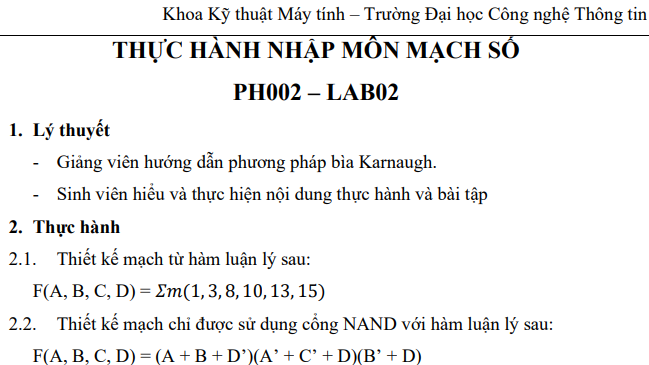 Khoa Kỹ thuật Máy tính – Trường Đại học Công nghệ Thông tin
THỰC HÀNH NHẬP MÔN MẠCH SỐ
PH002 – LAB02
1. Lý thuyết
- Giảng viên hướng dẫn phương pháp bìa Karnaugh.
- Sinh viên hiểu và thực hiện nội dung thực hành và bài tập
2. Thực hành
2.1. Thiết kế mạch từ hàm luận lý sau:
F(A, B, C, D) = Σm(1, 3, 8, 10, 13, 15)
2.2. Thiết kế mạch chỉ được sử dụng cổng NAND với hàm luận lý sau:
F(A, B, C, D) = (A + B + D’)(A’ + C’ + D)(B’ + D)